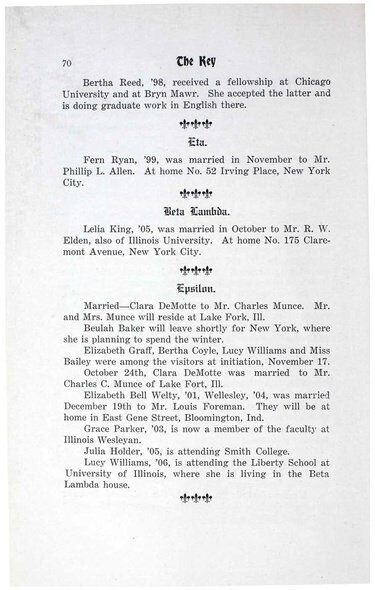 70 The Key
Bertha Reed, '98, received a fellowship at Chicago
University and at Bryn Mawr. She accepted the latter and
is doing graduate work in English there.
Eta.
Fern Ryan, '99, was married in November to Mr.
Phillip L. Allen. At home No. 52 Irving Place, New York
City.
Beta Lambda.
Lelia King, '05, was married in October to Mr. R. W.
Elden, also of Illinois University. At home No. 175 Clare-
mont Avenue, New York City.
Epsilon.
Married—Clara DeMotte to Mr. Charles Munce. Mr.
and Mrs. Munce will reside at Lake Fork, Ill.
Beulah Baker will leave shortly for New York, where
she is planning to spend the winter.
Elizabeth Graff, Bertha Coyle, Lucy Williams and Miss
Bailey were among the visitors at initiation, November 17.
October 24th, Clara DeMotte was married to Mr.
Charles C. Munce of Lake Fort, Ill.
Elizabeth Bell Welty, '01, Wellesley, '04, was married
December 19th to Mr. Louis Foreman. They will be at
home in East Gene Street, Bloomington, Ind.
Grace Parker, '03, is now a member of the faculty at
Illinois Wesleyan.
Julia Holder, '05, is attending Smith College.
Lucy Williams, '06, is attending the Liberty School at
University of Illinois, where she is living in the Beta
Lambda house.